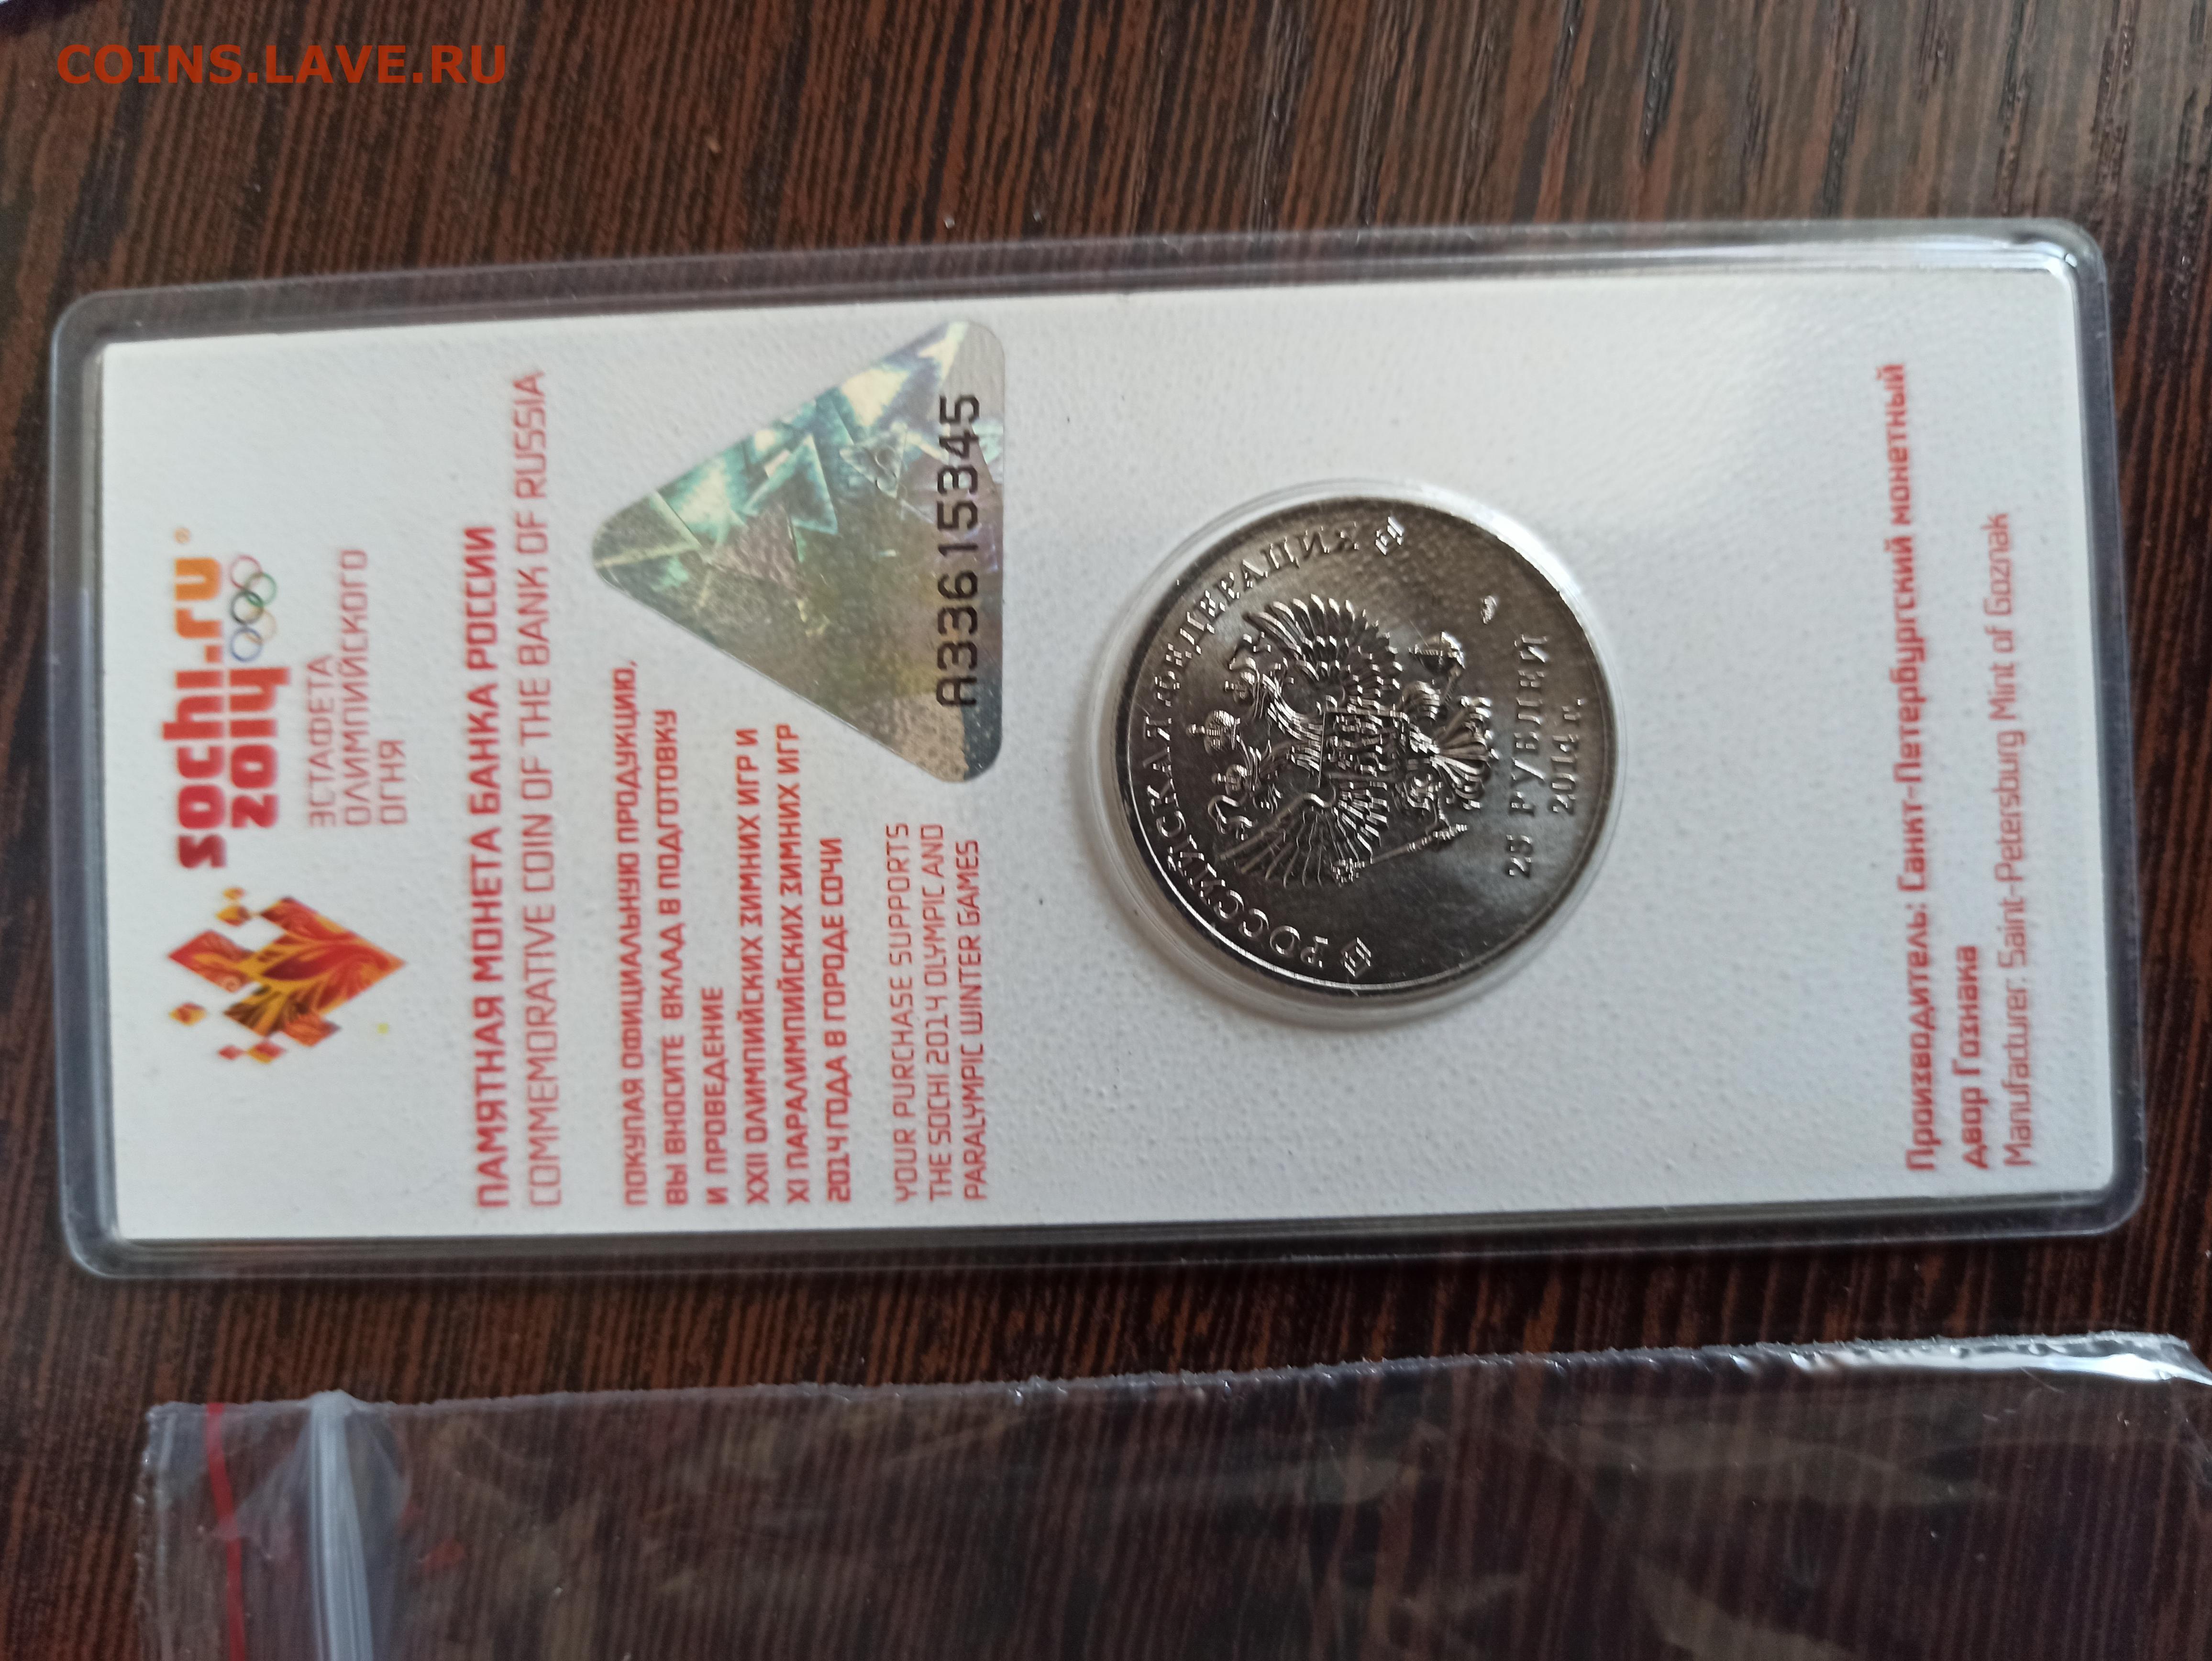 COINS.LAVE.RU
sochi.ru
2014
ЭСТАФЕТА
ОЛИМПИЙСКОГО
ОГНЯ
ПАМЯТНАЯ МОНЕТА БАНКА РОССИИ
COMMEMORATIVE COIN OF THE BANK OF RUSSIA
ПОКУПАЯ ОФИЦИАЛЬНУЮ ПРОДУКЦИЮ,
ВЫ ВНОСИТЕ ВКЛАД В ПОДГОТОВКУ
И ПРОВЕДЕНИЕ
XXII ОЛИМПИЙСКИХ ЗИМНИХ ИГР И
XI ПАРАЛИМПИЙСКИХ ЗИМНИХ ИГР
2014 ГОДА В ГОРОДЕ СОЧИ
YOUR PURCHASE SUPPORTS
THE SOCHI 2014 OLYMPIC AND
PARALYMPIC WINTER GAMES
A33615345
РОССИЙСКАЯ ФЕДЕРАЦИЯ
25 РУБЛЕЙ
2014 г.
Производитель: Санкт-Петербургский монетный
двор Гознака
Manufacturer: Saint-Petersburg Mint of Goznak